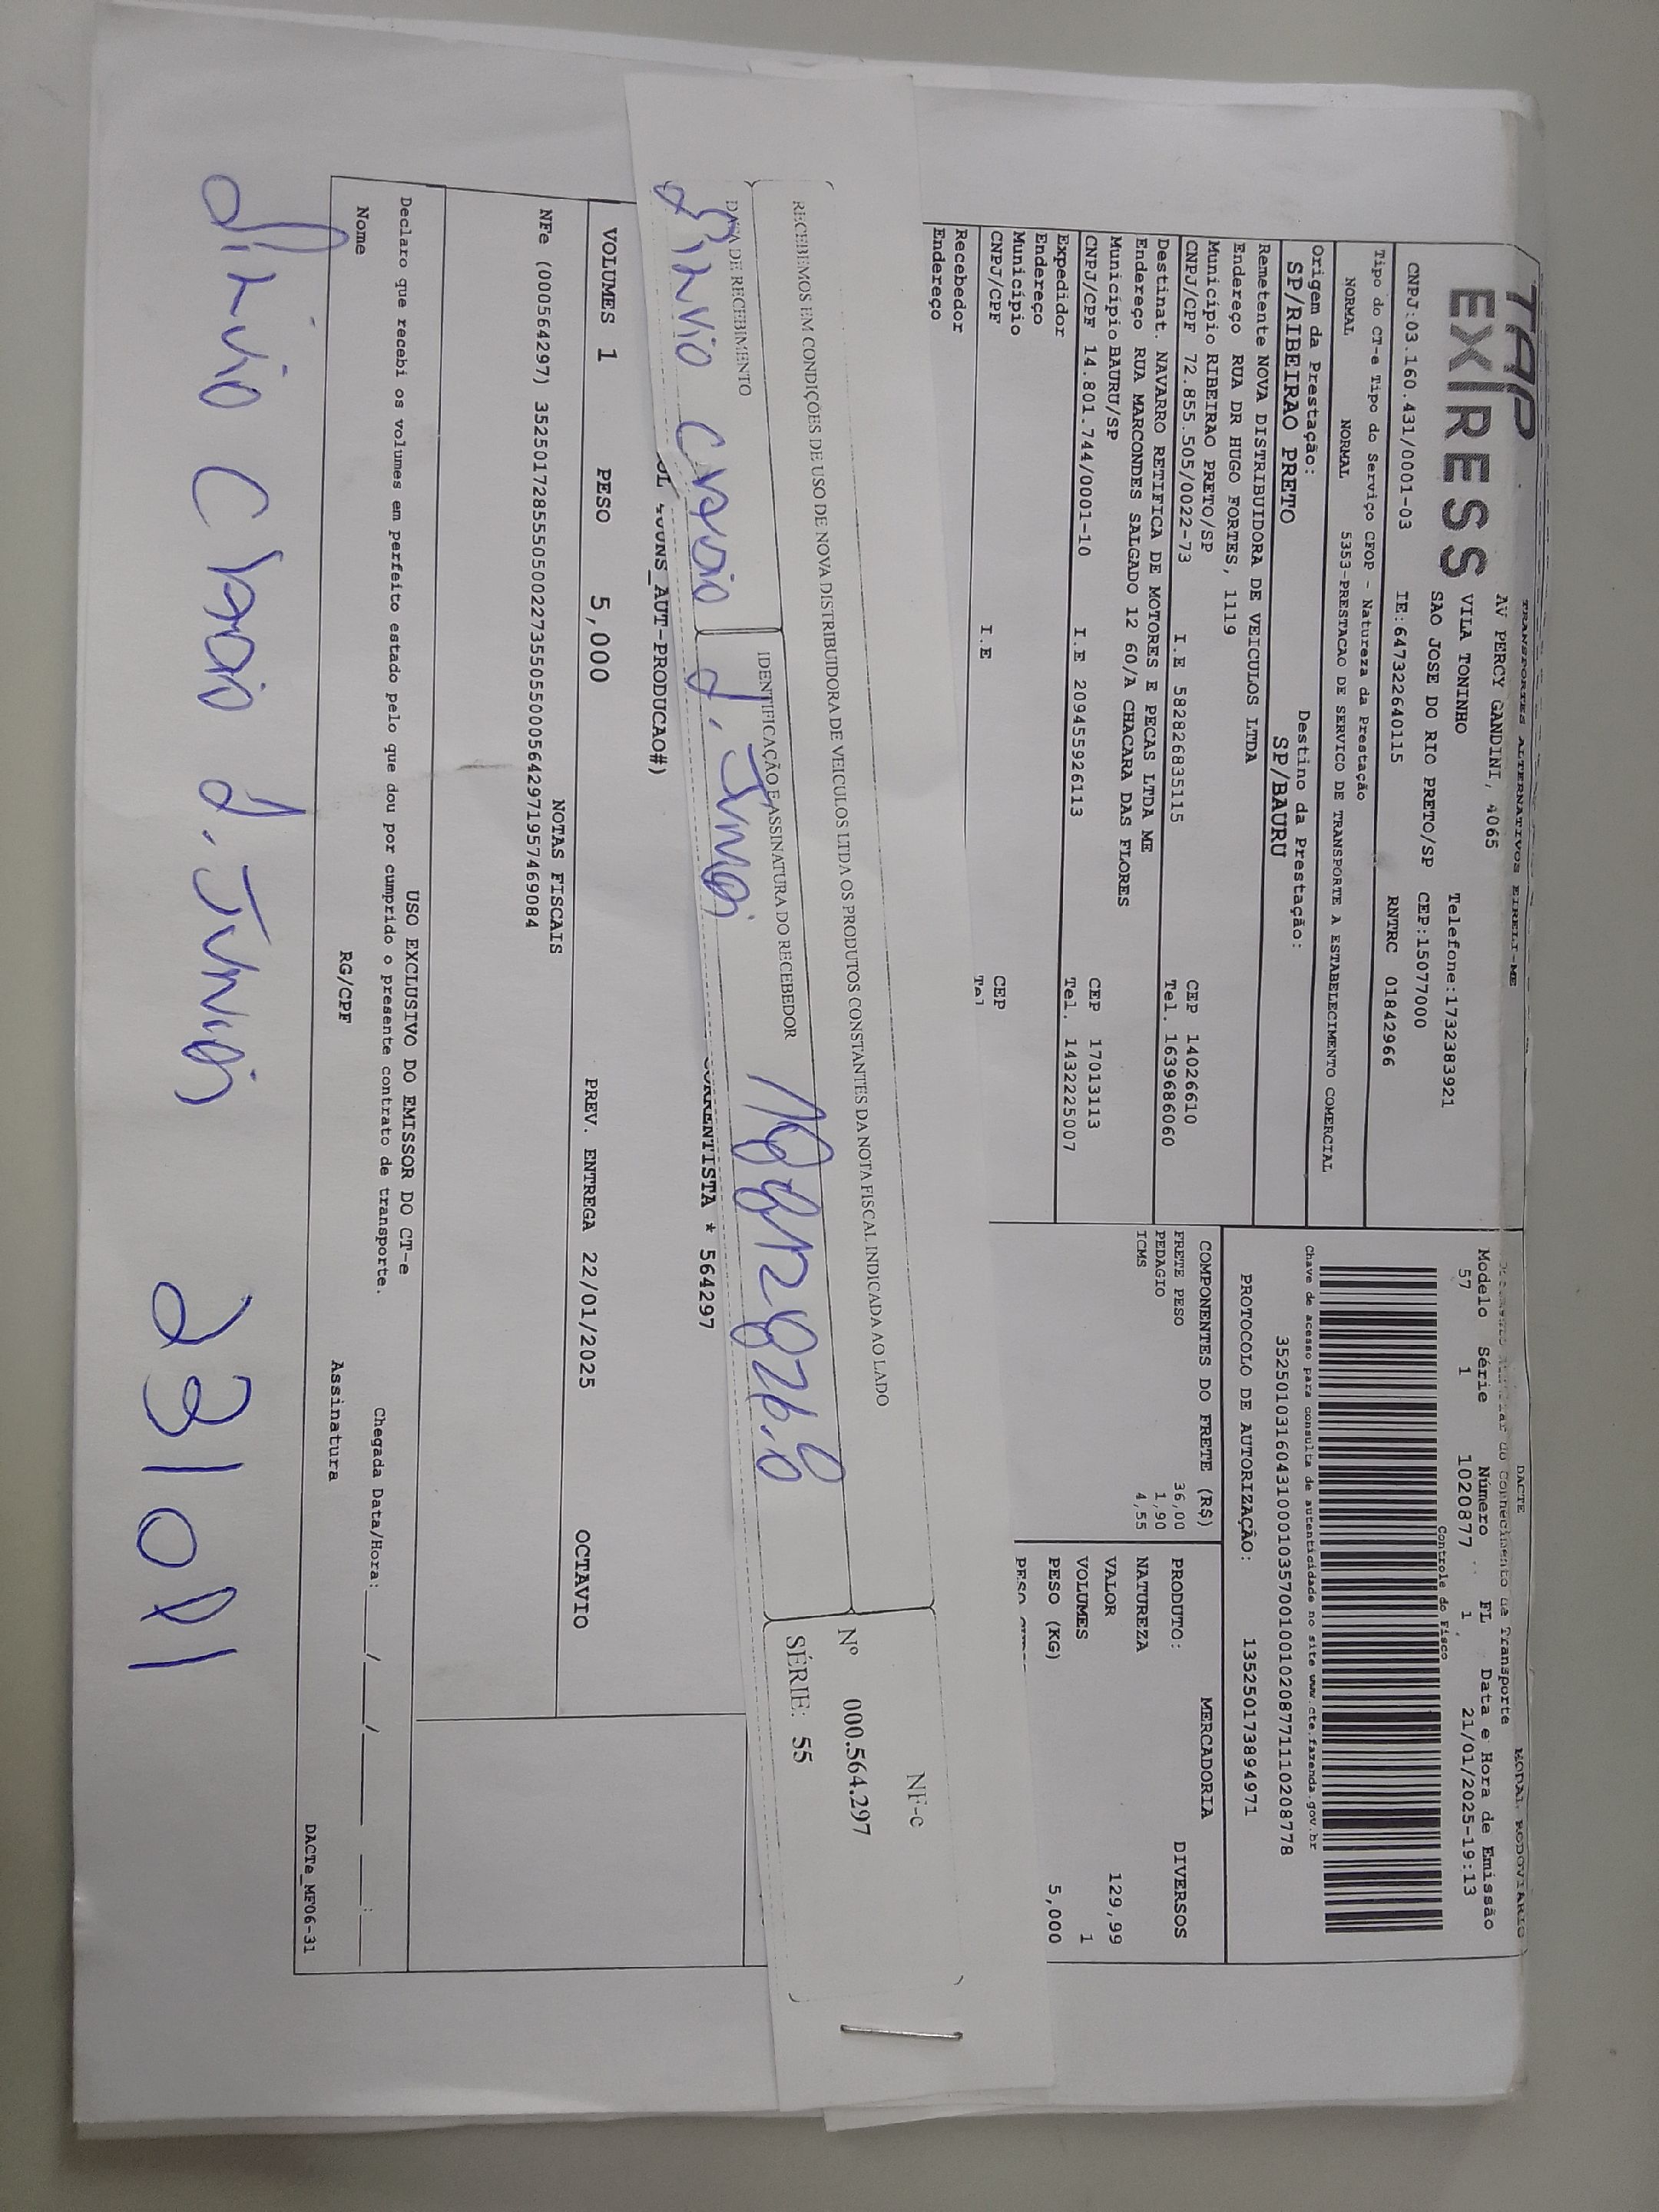 TAP
EXPRESS
TRANSPORTES ALTERNATIVOS EIRELI-ME
AV PERCY GANDINI, 4065
VILA TONINHO
SAO JOSE DO RIO PRETO/SP CEP:15077000
Telefone:1732383921
CNPJ:03.160.431/0001-03 IE:647322640115 RNTRC 01842966
Tipo do CT-e Tipo do Serviço CFOP - Natureza da Prestação
NORMAL NORMAL 5353-PRESTACAO DE SERVICO DE TRANSPORTE A ESTABELECIMENTO COMERCIAL
Origem da Prestação: Destino da Prestação:
SP/RIBEIRAO PRETO SP/BAURU
Remetente NOVA DISTRIBUIDORA DE VEICULOS LTDA
Endereço RUA DR HUGO FORTES, 1119
Município RIBEIRAO PRETO/SP CEP 14026610
CNPJ/CPF 72.855.505/0022-73 I.E 582826835115 Tel. 1639686060
Destinat. NAVARRO RETIFICA DE MOTORES E PECAS LTDA ME
Endereço RUA MARCONDES SALGADO 12 60/A CHACARA DAS FLORES
Município BAURU/SP CEP 17013113
CNPJ/CPF 14.801.744/0001-10 I.E 209455926113 Tel. 1432225007
Expedidor
Endereço
Município CEP
CNPJ/CPF I.E Tel
Recebedor
Endereço
DACTE MODAL RODOVIÁRIO
Documento Auxiliar do Conhecimento de Transporte
Modelo Série Número FL Data e Hora de Emissão
57 1 1020877 1 21/01/2025-19:13
Controle do Fisco
Chave de acesso para consulta de autenticidade no site www.cte.fazenda.gov.br
35250103160431000103570010010208771110208778
PROTOCOLO DE AUTORIZAÇÃO: 135250173894971
COMPONENTES DO FRETE (R$)
FRETE PESO 36,00
PEDAGIO 1,90
ICMS 4,55
MERCADORIA
PRODUTO: DIVERSOS
NATUREZA
VALOR 129,99
VOLUMES 1
PESO (KG) 5,000
RECEBEMOS EM CONDIÇÕES DE USO DE NOVA DISTRIBUIDORA DE VEICULOS LTDA OS PRODUTOS CONSTANTES DA NOTA FISCAL INDICADA AO LADO
DATA DE RECEBIMENTO IDENTIFICAÇÃO E ASSINATURA DO RECEBEDOR
NF-e
Nº 000.564.297
SÉRIE: 55
CORRENTISTA * 564297
AUT-PRODUCAO#)
VOLUMES 1 PESO 5,000 PREV. ENTREGA 22/01/2025 OCTAVIO
NOTAS FISCAIS
NFe (000564297) 35250172855505002273550550005642971957469084
USO EXCLUSIVO DO EMISSOR DO CT-e
Declaro que recebi os volumes em perfeito estado pelo que dou por cumprido o presente contrato de transporte. Chegada Data/Hora:___/___/____ __:__
Nome RG/CPF Assinatura
DACTe_MF06-31
23/01